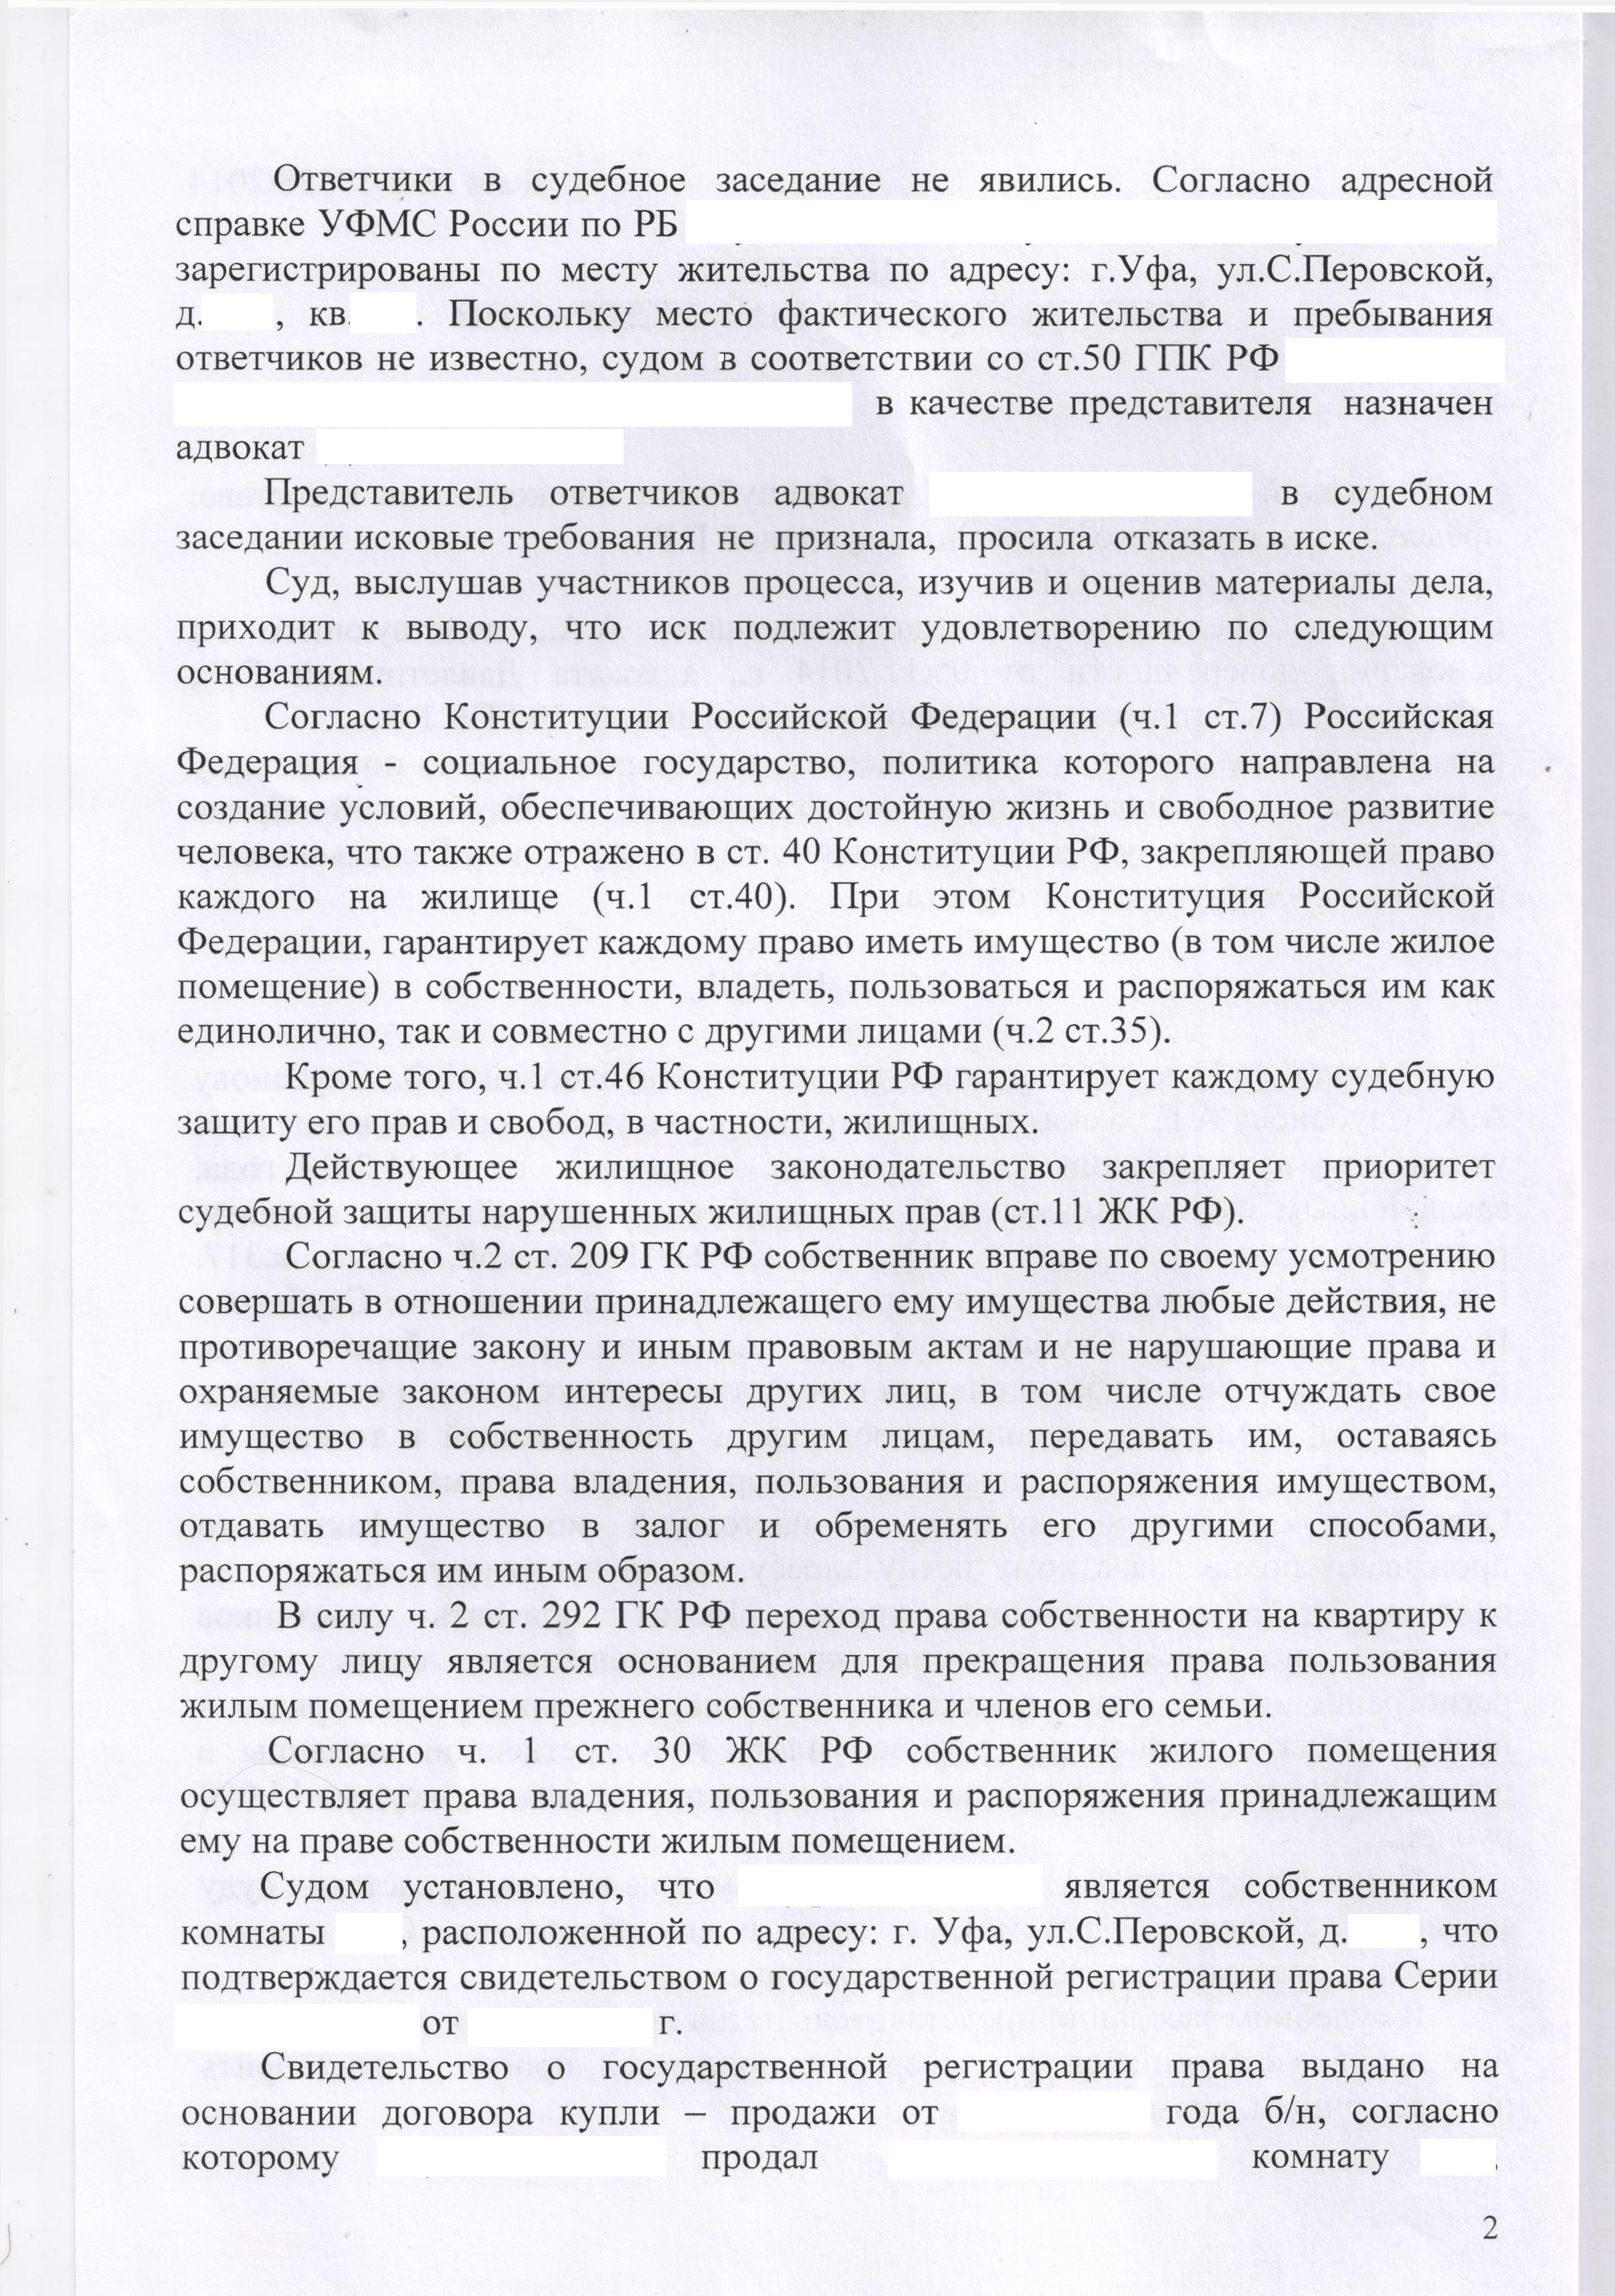 Ответчики в судебное заседание не явились. Согласно адресной
справке УФМС России по РБ
зарегистрированы по месту жительства по адресу: г.Уфа, ул.С.Перовской,
д. , кв. . Поскольку место фактического жительства и пребывания
ответчиков не известно, судом в соответствии со ст.50 ГПК РФ
в качестве представителя назначен
адвокат
Представитель ответчиков адвокат в судебном
заседании исковые требования не признала, просила отказать в иске.
Суд, выслушав участников процесса, изучив и оценив материалы дела,
приходит к выводу, что иск подлежит удовлетворению по следующим
основаниям.
Согласно Конституции Российской Федерации (ч.1 ст.7) Российская
Федерация - социальное государство, политика которого направлена на
создание условий, обеспечивающих достойную жизнь и свободное развитие
человека, что также отражено в ст. 40 Конституции РФ, закрепляющей право
каждого на жилище (ч.1 ст.40). При этом Конституция Российской
Федерации, гарантирует каждому право иметь имущество (в том числе жилое
помещение) в собственности, владеть, пользоваться и распоряжаться им как
единолично, так и совместно с другими лицами (ч.2 ст.35).
Кроме того, ч.1 ст.46 Конституции РФ гарантирует каждому судебную
защиту его прав и свобод, в частности, жилищных.
Действующее жилищное законодательство закрепляет приоритет
судебной защиты нарушенных жилищных прав (ст.11 ЖК РФ).
Согласно ч.2 ст. 209 ГК РФ собственник вправе по своему усмотрению
совершать в отношении принадлежащего ему имущества любые действия, не
противоречащие закону и иным правовым актам и не нарушающие права и
охраняемые законом интересы других лиц, в том числе отчуждать свое
имущество в собственность другим лицам, передавать им, оставаясь
собственником, права владения, пользования и распоряжения имуществом,
отдавать имущество в залог и обременять его другими способами,
распоряжаться им иным образом.
В силу ч. 2 ст. 292 ГК РФ переход права собственности на квартиру к
другому лицу является основанием для прекращения права пользования
жилым помещением прежнего собственника и членов его семьи.
Согласно ч. 1 ст. 30 ЖК РФ собственник жилого помещения
осуществляет права владения, пользования и распоряжения принадлежащим
ему на праве собственности жилым помещением.
Судом установлено, что является собственником
комнаты , расположенной по адресу: г. Уфа, ул.С.Перовской, д. , что
подтверждается свидетельством о государственной регистрации права Серии
от г.
Свидетельство о государственной регистрации права выдано на
основании договора купли – продажи от года б/н, согласно
которому продал комнату ,
2